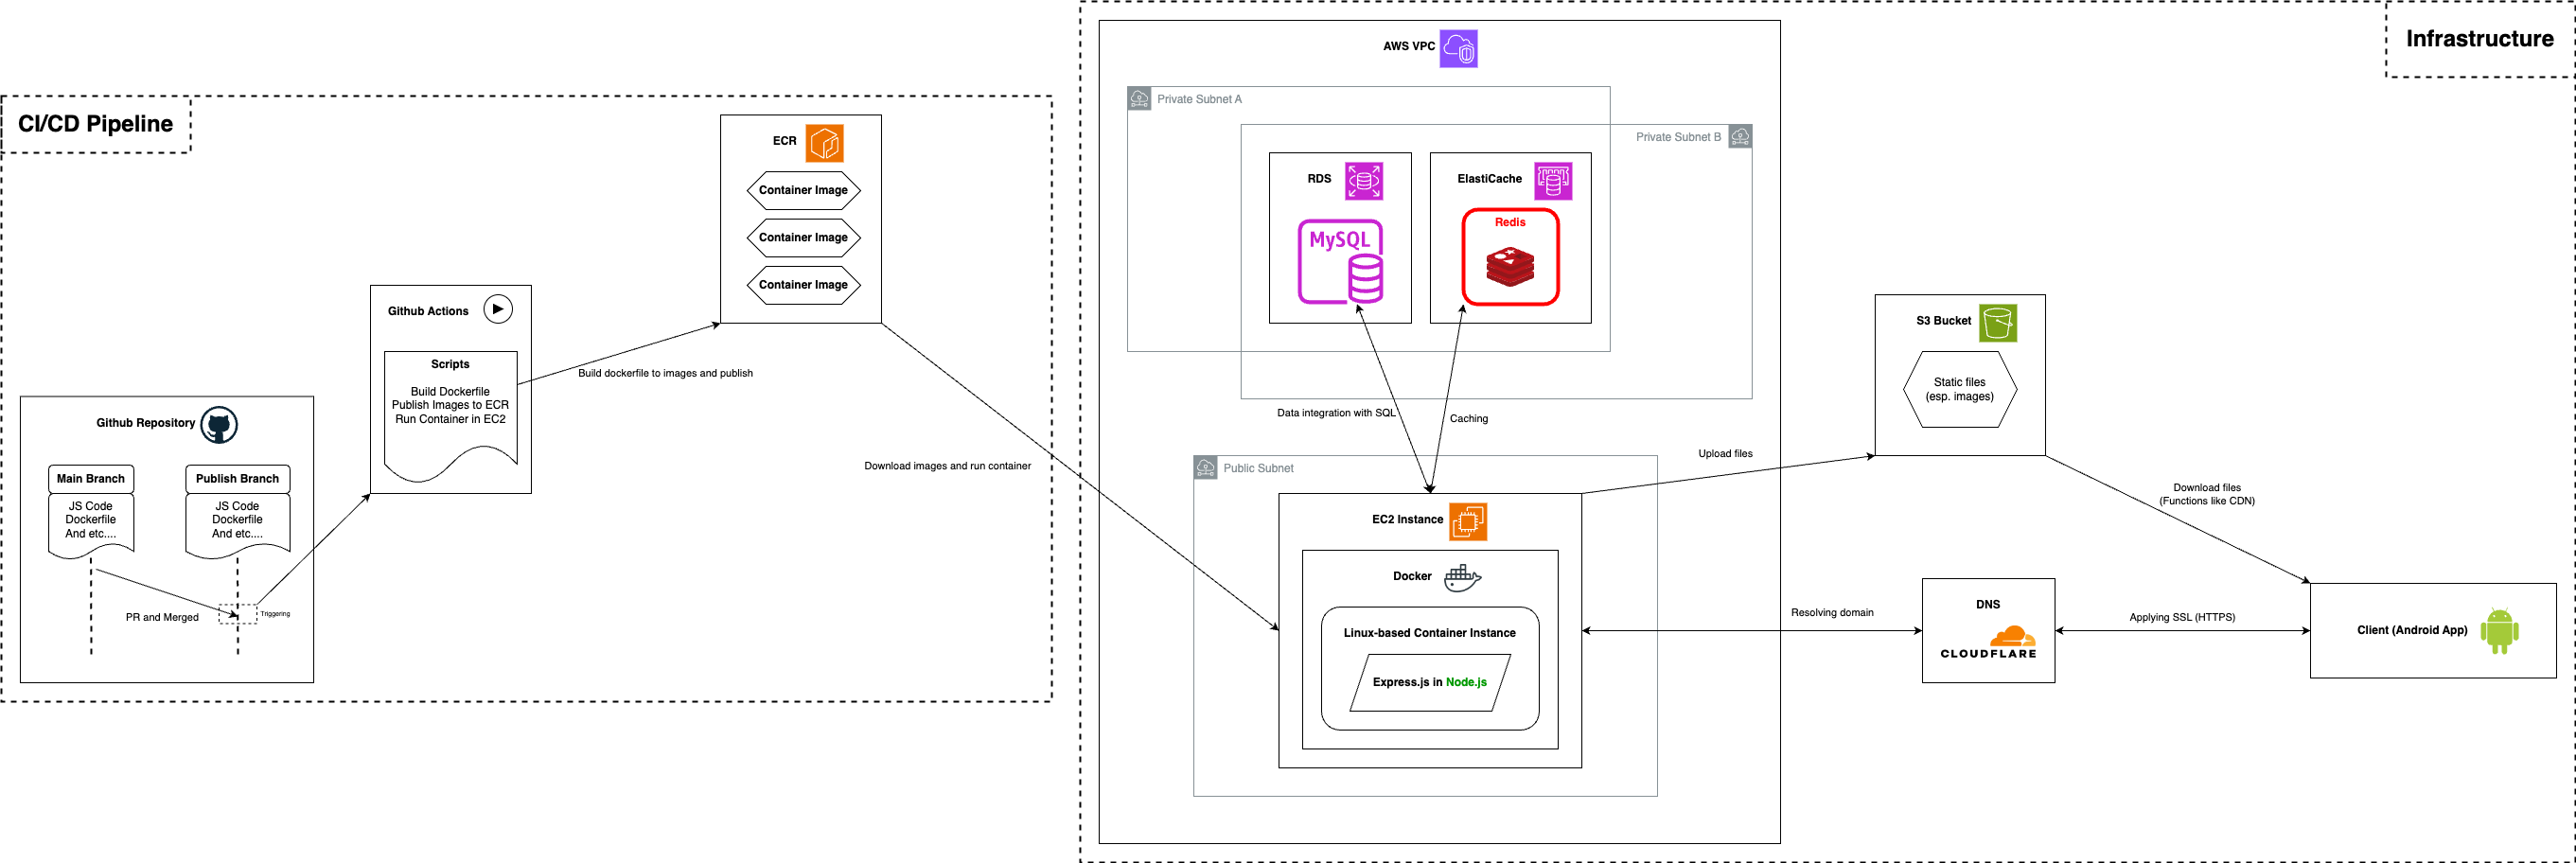 CI/CD Pipeline
Github Repository
Main Branch
JS Code
Dockerfile
And etc....
Publish Branch
JS Code
Dockerfile
And etc....
PR and Merged
Triggering
Github Actions
Scripts
Build Dockerfile
Publish Images to ECR
Run Container in EC2
Build dockerfile to images and publish
ECR
Container Image
Container Image
Container Image
Download images and run container
Infrastructure
AWS VPC
Private Subnet A
Private Subnet B
RDS
MySQL
ElastiCache
Redis
Data integration with SQL
Caching
Public Subnet
EC2 Instance
Docker
Linux-based Container Instance
Express.js in Node.js
Upload files
S3 Bucket
Static files
(esp. images)
Download files
(Functions like CDN)
Resolving domain
DNS
CLOUDFLARE
Applying SSL (HTTPS)
Client (Android App)